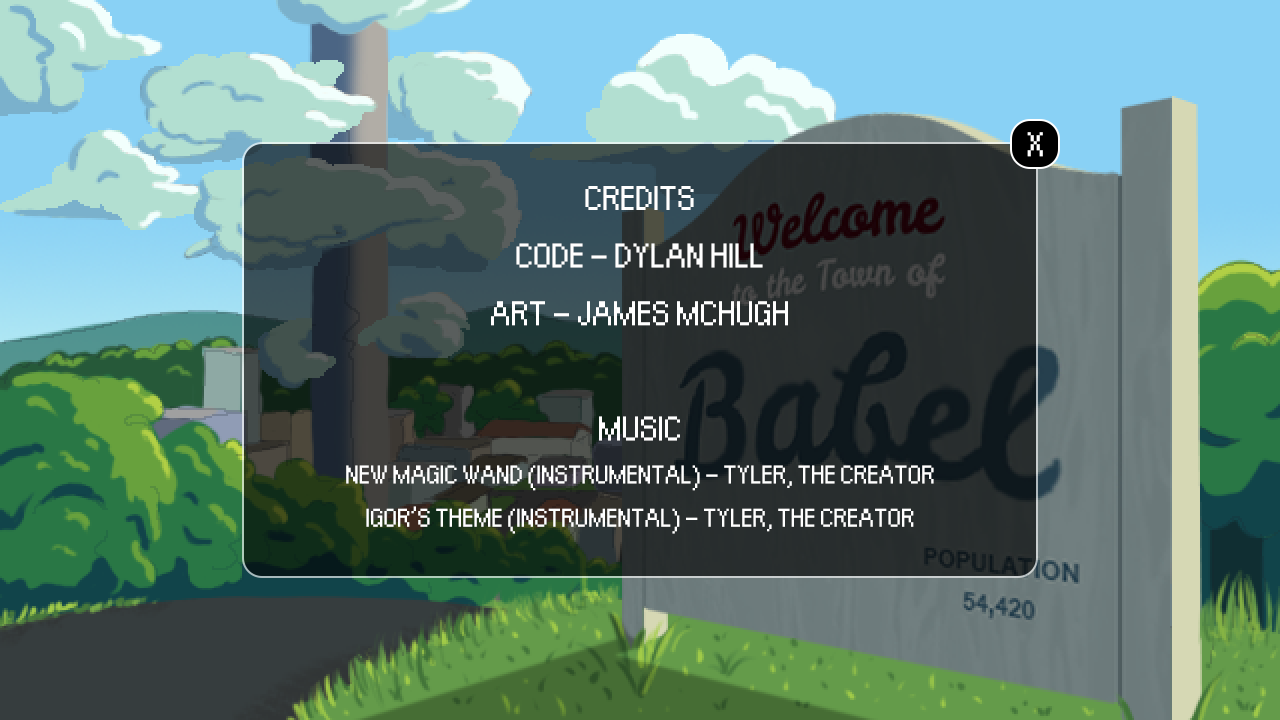 X
CREDITS
CODE – DYLAN HILL
ART – JAMES MCHUGH
MUSIC
NEW MAGIC WAND (INSTRUMENTAL) – TYLER, THE CREATOR
IGOR'S THEME (INSTRUMENTAL) – TYLER, THE CREATOR
Welcome
to the Town of
Babel
POPULATION
54,420